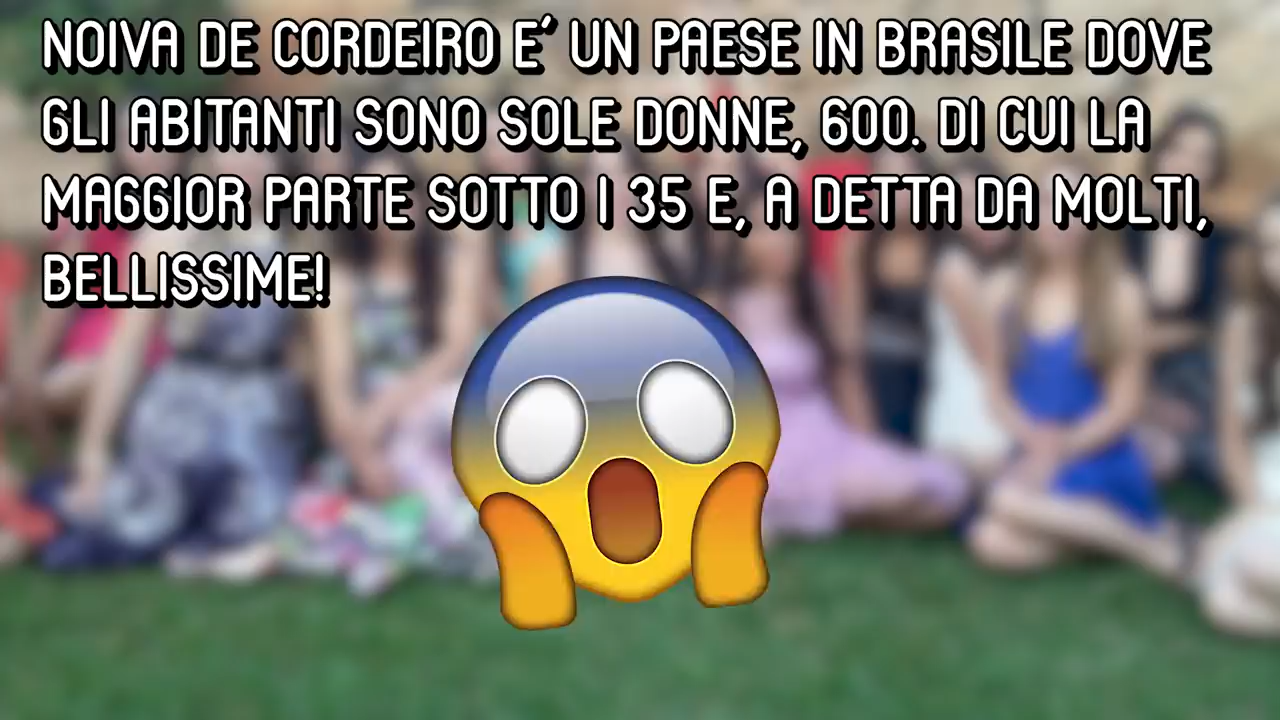 NOIVA DE CORDEIRO E' UN PAESE IN BRASILE DOVE
GLI ABITANTI SONO SOLE DONNE, 600. DI CUI LA
MAGGIOR PARTE SOTTO I 35 E, A DETTA DA MOLTI,
BELLISSIME!